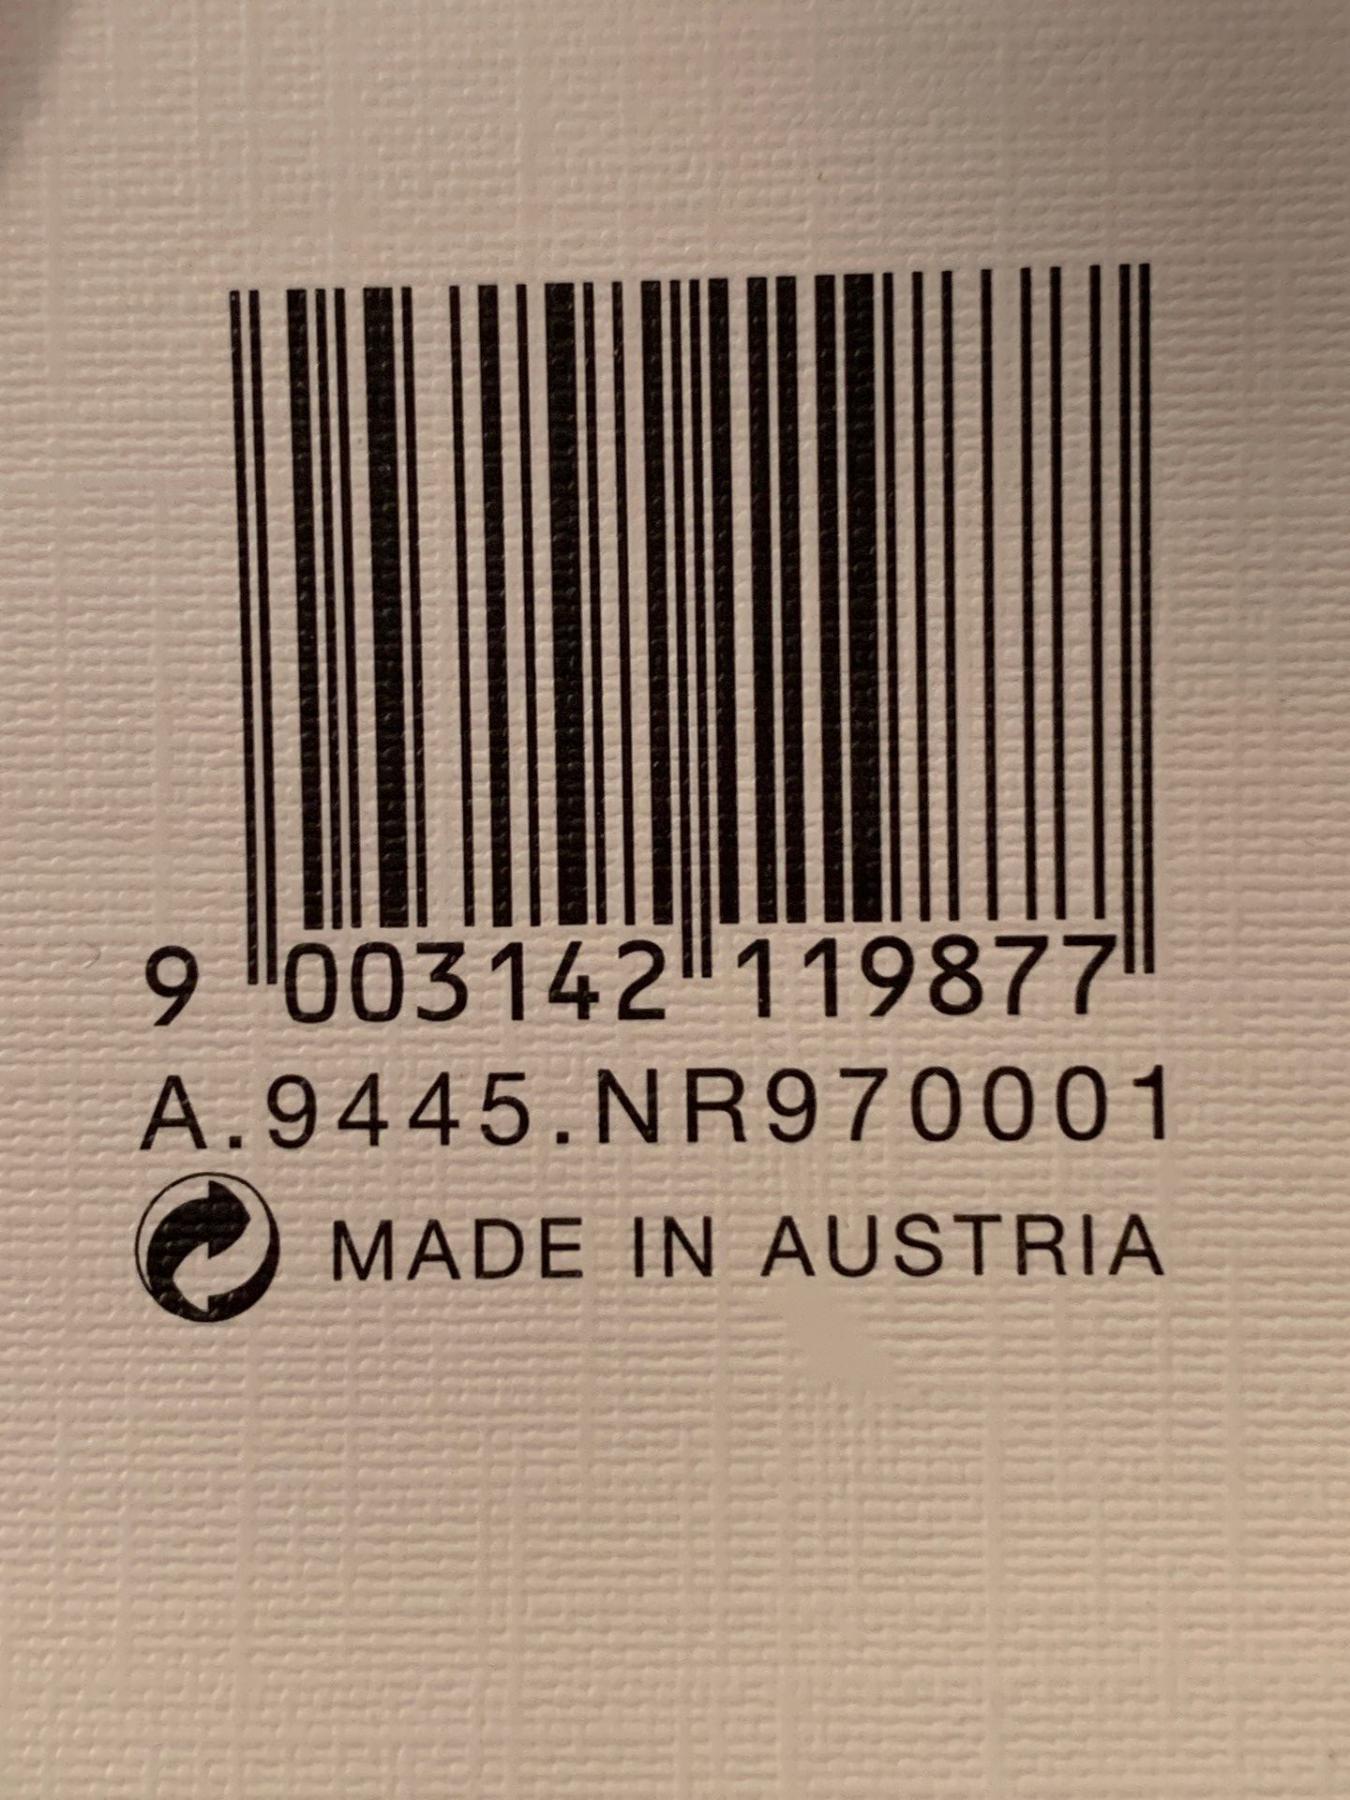 9 003142 119877
A.9445.NR970001
MADE IN AUSTRIA